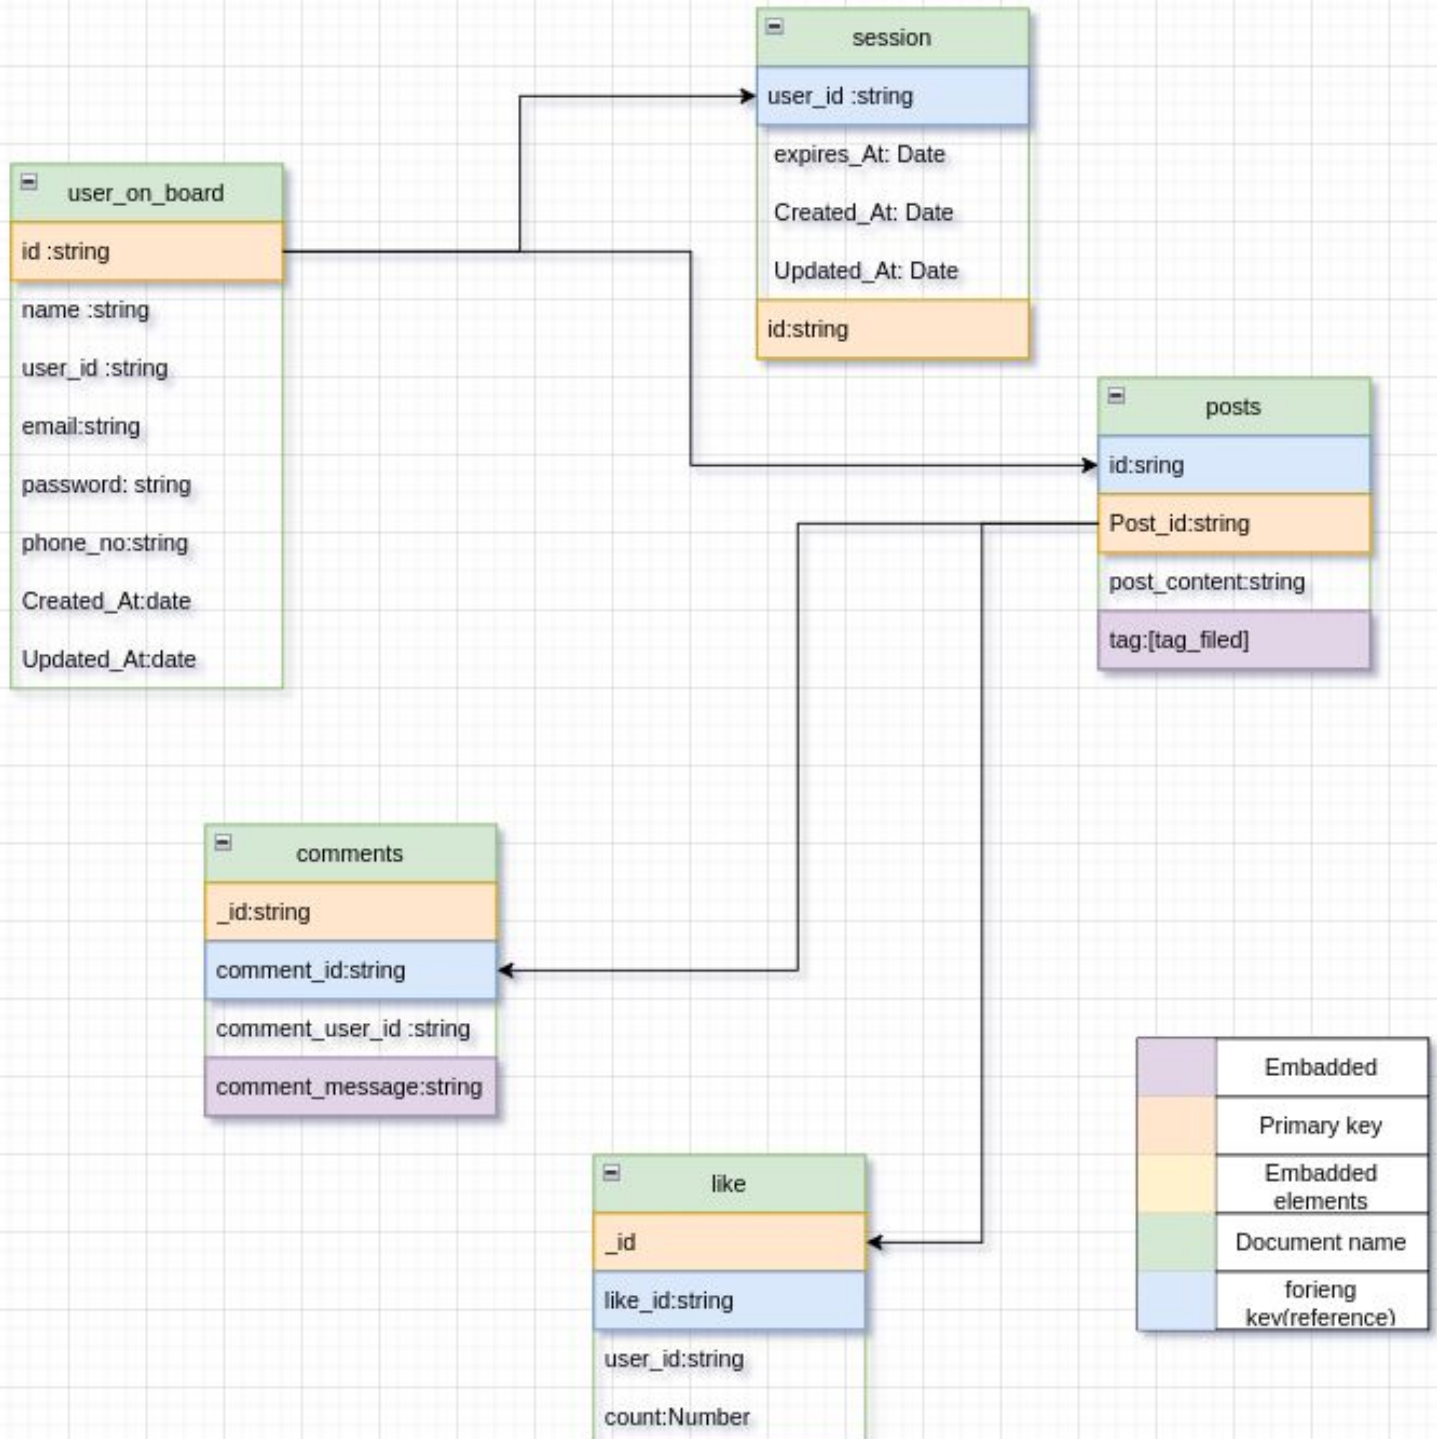 session
user_id :string
expires_At: Date
Created_At: Date
Updated_At: Date
id:string
user_on_board
id :string
name :string
user_id :string
email:string
password: string
phone_no:string
Created_At:date
Updated_At:date
posts
id:sring
Post_id:string
post_content:string
tag:[tag_filed]
comments
_id:string
comment_id:string
comment_user_id :string
comment_message:string
like
_id
like_id:string
user_id:string
count:Number
Embadded
Primary key
Embadded
elements
Document name
forieng
key(reference)